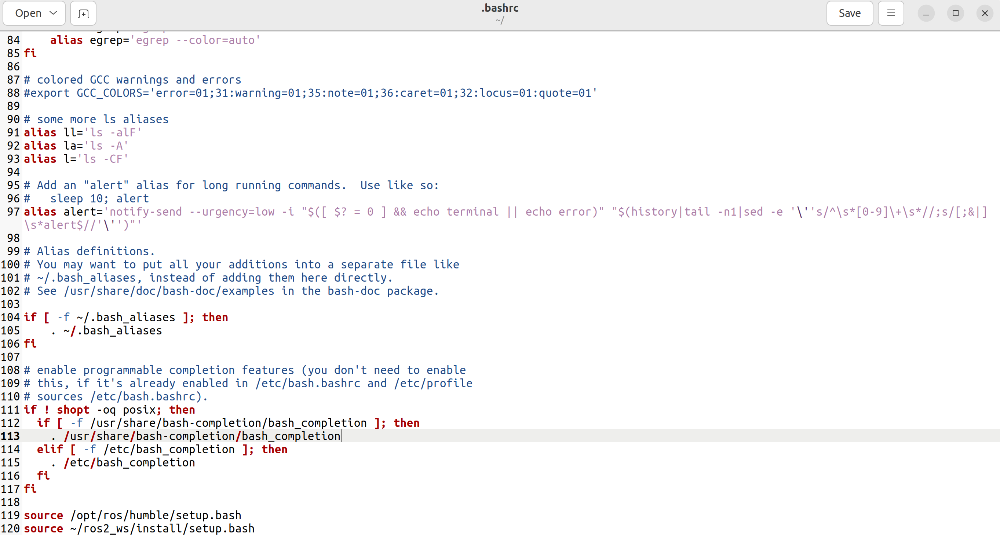 Open
.bashrc
~/
Save
84     alias egrep='egrep --color=auto'
85 fi
86
87 # colored GCC warnings and errors
88 #export GCC_COLORS='error=01;31:warning=01;35:note=01;36:caret=01;32:locus=01:quote=01'
89
90 # some more ls aliases
91 alias ll='ls -alF'
92 alias la='ls -A'
93 alias l='ls -CF'
94
95 # Add an "alert" alias for long running commands.  Use like so:
96 #   sleep 10; alert
97 alias alert='notify-send --urgency=low -i "$([ $? = 0 ] && echo terminal || echo error)" "$(history|tail -n1|sed -e '\''s/^\s*[0-9]\+\s*//;s/[;&|]
\s*alert$//'\'')"'
98
99 # Alias definitions.
100 # You may want to put all your additions into a separate file like
101 # ~/.bash_aliases, instead of adding them here directly.
102 # See /usr/share/doc/bash-doc/examples in the bash-doc package.
103
104 if [ -f ~/.bash_aliases ]; then
105     . ~/.bash_aliases
106 fi
107
108 # enable programmable completion features (you don't need to enable
109 # this, if it's already enabled in /etc/bash.bashrc and /etc/profile
110 # sources /etc/bash.bashrc).
111 if ! shopt -oq posix; then
112   if [ -f /usr/share/bash-completion/bash_completion ]; then
113     . /usr/share/bash-completion/bash_completion
114   elif [ -f /etc/bash_completion ]; then
115     . /etc/bash_completion
116   fi
117 fi
118
119 source /opt/ros/humble/setup.bash
120 source ~/ros2_ws/install/setup.bash